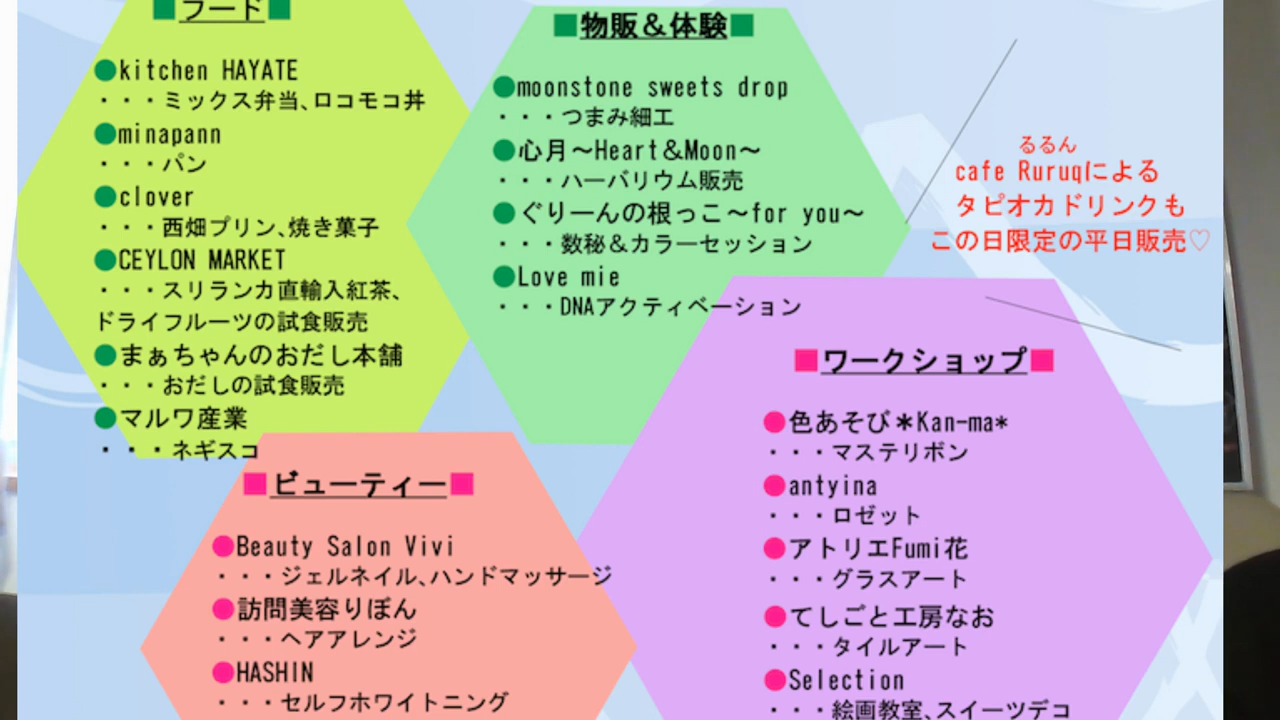 ■フード■
●kitchen HAYATE
・・・ミックス弁当、ロコモコ丼
●minapann
・・・パン
●clover
・・・西畑プリン、焼き菓子
●CEYLON MARKET
・・・スリランカ直輸入紅茶、
ドライフルーツの試食販売
●まぁちゃんのおだし本舗
・・・おだしの試食販売
●マルワ産業
・・・ネギスコ
■物販＆体験■
●moonstone sweets drop
・・・つまみ細工
●心月～Heart＆Moon～
・・・ハーバリウム販売
●ぐりーんの根っこ～for you～
・・・数秘＆カラーセッション
●Love mie
・・・DNAアクティベーション
るるん
cafe Ruruqによる
タピオカドリンクも
この日限定の平日販売♡
■ビューティー■
●Beauty Salon Vivi
・・・ジェルネイル、ハンドマッサージ
●訪問美容りぼん
・・・ヘアアレンジ
●HASHIN
・・・セルフホワイトニング
■ワークショップ■
●色あそび＊Kan-ma*
・・・マステリボン
●antyina
・・・ロゼット
●アトリエFumi花
・・・グラスアート
●てしごと工房なお
・・・タイルアート
●Selection
・・・絵画教室、スイーツデコ